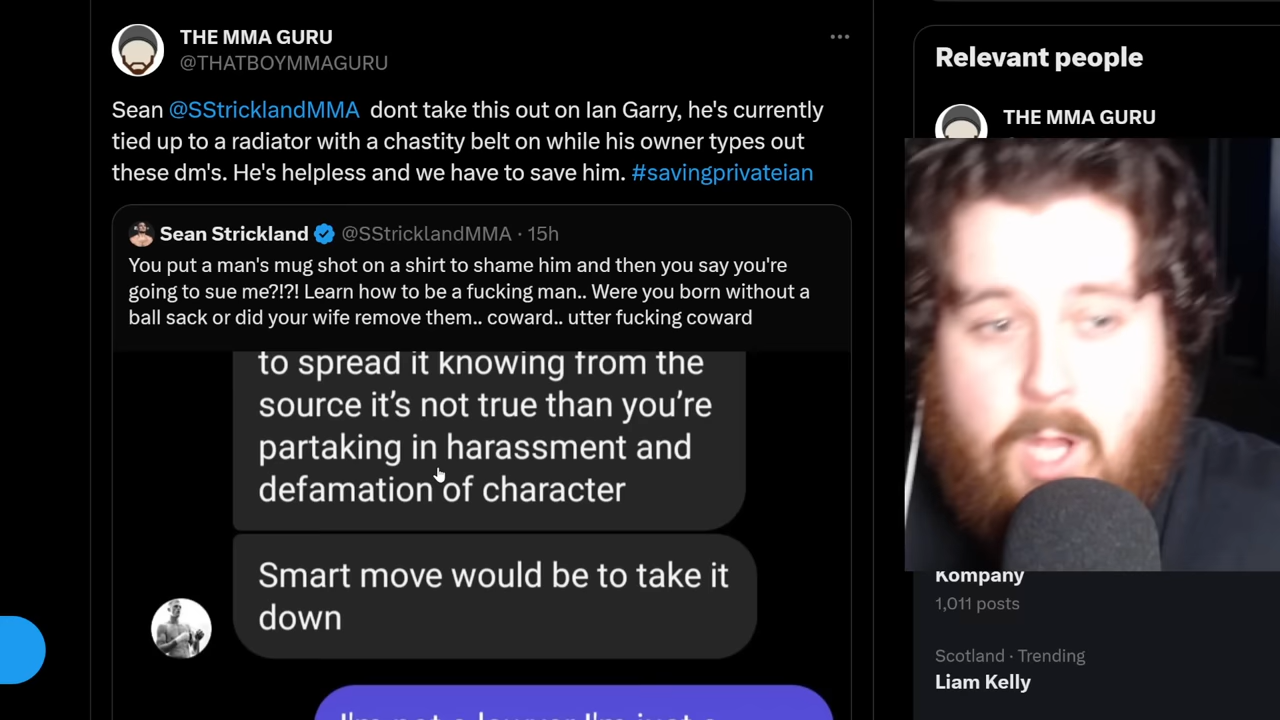 THE MMA GURU
@THATBOYMMAGURU
Sean @SStricklandMMA dont take this out on Ian Garry, he's currently
tied up to a radiator with a chastity belt on while his owner types out
these dm's. He's helpless and we have to save him. #savingprivateian
Sean Strickland @SStricklandMMA · 15h
You put a man's mug shot on a shirt to shame him and then you say you're
going to sue me?!?! Learn how to be a fucking man.. Were you born without a
ball sack or did your wife remove them.. coward.. utter fucking coward
to spread it knowing from the
source it's not true than you're
partaking in harassment and
defamation of character
Smart move would be to take it
down
I'm not a lawyer I'm just a
Relevant people
THE MMA GURU
Kompany
1,011 posts
Scotland · Trending
Liam Kelly